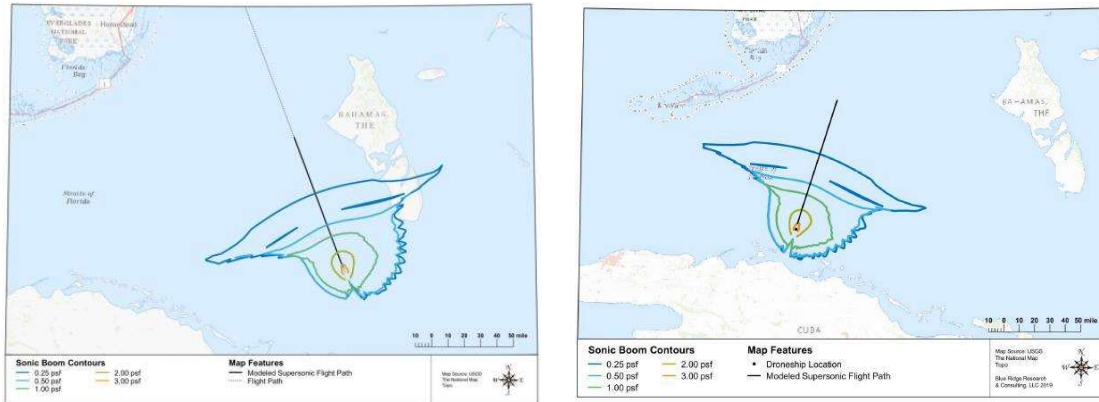 EVERGLADES
NATIONAL
PARK
Homestead
Florida
Bay
BAHAMAS,
THE
Straits of
Florida
10 0 10 20 30 40 50 mile
Sonic Boom Contours
0.25 psf
0.50 psf
1.00 psf
2.00 psf
3.00 psf
Map Features
Modeled Supersonic Flight Path
Flight Path
Map Source: USGS
The National Map
Topo
N
W E
S
PARK
Florida
Bay
BAHAMAS,
THE
CUBA
10 0 10 20 30 40 50 mile
Sonic Boom Contours
0.25 psf
0.50 psf
1.00 psf
2.00 psf
3.00 psf
Map Features
Droneship Location
Modeled Supersonic Flight Path
Map Source: USGS
The National Map
Topo
Blue Ridge Research
& Consulting, LLC 2019
N
W E
S